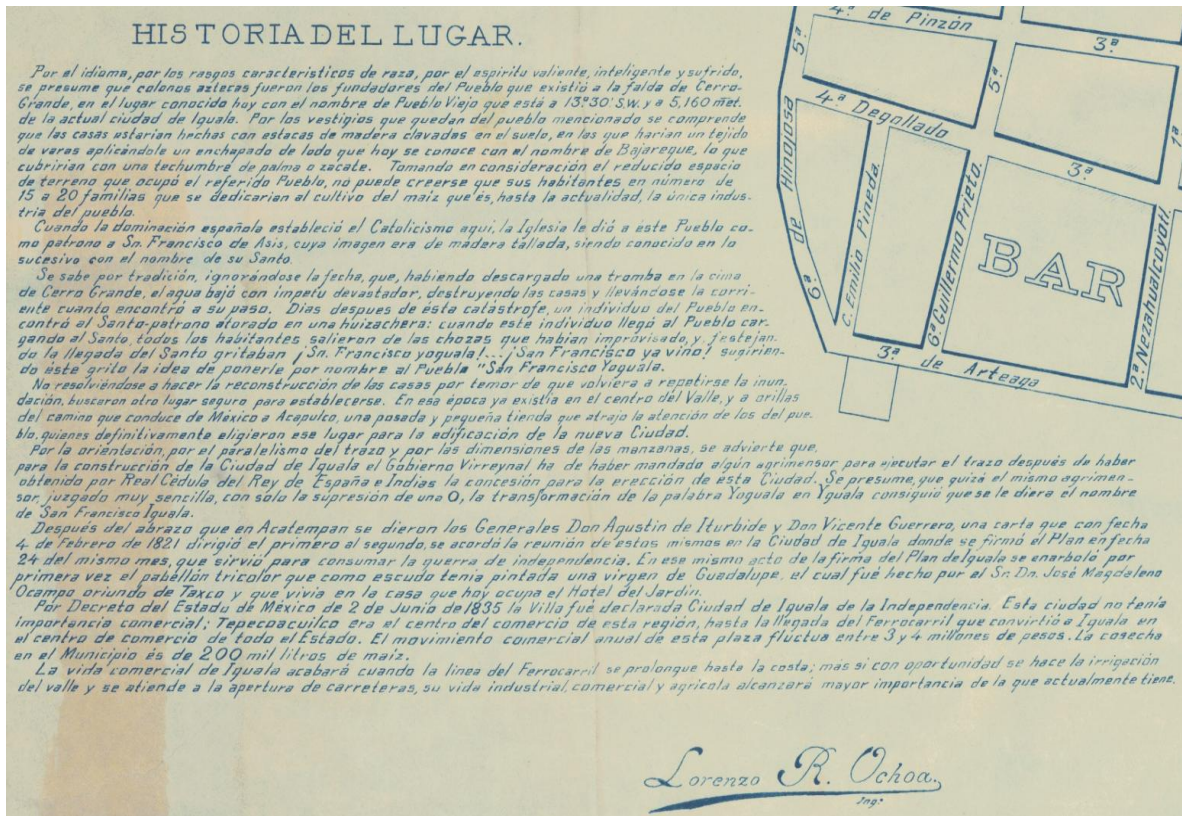 HISTORIA DEL LUGAR.
Por el idioma, por los rasgos caracteristicos de raza, por el espiritu valiente, inteligente y sufrido,
se presume que colonos aztecas fueron los fundadores del Pueblo que existió a la falda de Cerro-
Grande, en el lugar conocido hoy con el nombre de Pueblo Viejo que está a 13º30' S.W. y a 5,160 met.
de la actual ciudad de Iguala. Por los vestigios que quedan del pueblo mencionado se comprende
que las casas estarian hechas con estacas de madera clavadas en el suelo, en las que harian un tejido
de varas aplicándole un enchapado de lodo que hoy se conoce con el nombre de Bajareque, lo que
cubririan con una techumbre de palma o zacate. Tomando en consideración el reducido espacio
de terreno que ocupó el referido Pueblo, no puede creerse que sus habitantes en número de
15 a 20 familias que se dedicarian al cultivo del maiz que és, hasta la actualidad, la única indus-
tria del pueblo.
Cuando la dominación española estableció el Catolicismo aqui, la Iglesia le dió a éste Pueblo co-
mo patrono a Sn. Francisco de Asis, cuya imagen era de madera tallada, siendo conocido en lo
sucesivo con el nombre de su Santo.
Se sabe por tradición, ignorándose la fecha, que, habiendo descargado una tromba en la cima
de Cerro Grande, el agua bajó con impetu devastador, destruyendo las casas y llevándose la corri-
ente cuanto encontró a su paso. Dias despues de ésta catástrofe, un individuo del Pueblo en-
contró al Santo-patrono atorado en una huizachera: cuando este individuo llegó al Pueblo car-
gando al Santo, todos los habitantes salieron de las chozas que habian improvisado, y festejan-
do la llegada del Santo gritaban ¡Sn. Francisco yoguala!... ¡San Francisco ya vino! sugirien-
do éste grito la idea de ponerle por nombre al Pueblo "San Francisco Yoguala.
No resolviéndose a hacer la reconstrucción de las casas por temor de que volviera a repetirse la inun-
dación, buscaron otro lugar seguro para establecerse. En esa época ya existia en el centro del Valle, y a orillas
del camino que conduce de México a Acapulco, una posada y pequeña tienda que atrajo la atención de los del pue-
blo, quienes definitivamente eligieron ese lugar para la edificación de la nueva Ciudad.
Por la orientación, por el paralelismo del trazo y por las dimensiones de las manzanas, se advierte que,
para la construcción de la Ciudad de Iguala el Gobierno Virreynal ha de haber mandado algún agrimensor para ejecutar el trazo después de haber
obtenido por Real Cédula del Rey de España e Indias la concesión para la erección de ésta Ciudad. Se presume, que quizá el mismo agrimen-
sor, juzgado muy sencilla, con solo la supresión de una O, la transformación de la palabra Yoguala en Yguala consiguió que se le diera el nombre
de San Francisco Iguala.
Después del abrazo que en Acatempan se dieron los Generales Don Agustin de Iturbide y Don Vicente Guerrero, una carta que con fecha
4 de Febrero de 1821 dirigió el primero al segundo, se acordó la reunión de estos mismos en la Ciudad de Iguala donde se firmó el Plan en fecha
24 del mismo mes, que sirvió para consumar la guerra de independencia. En ese mismo acto de la firma del Plan de Iguala se enarboló por
primera vez el pabellón tricolor que como escudo tenia pintada una virgen de Guadalupe, el cual fué hecho por el Sr. Dn. José Magdaleno
Ocampo oriundo de Taxco y que vivia en la casa que hoy ocupa el Hotel del Jardin.
Por Decreto del Estado de México de 2 de Junio de 1835 la Villa fué declarada Ciudad de Iguala de la Independencia. Esta ciudad no tenia
importancia comercial; Tepecoacuilco era el centro del comercio de esta región, hasta la llegada del Ferrocarril que convirtió a Iguala en
el centro de comercio de todo el Estado. El movimiento comercial anual de esta plaza fluctua entre 3 y 4 millones de pesos. La cosecha
en el Municipio és de 200 mil litros de maiz.
La vida comercial de Iguala acabará cuando la linea del Ferrocarril se prolongue hasta la costa; mas si con oportunidad se hace la irrigación
del valle y se atiende a la apertura de carreteras, su vida industrial, comercial y agricola alcanzará mayor importancia de la que actualmente tiene.
Lorenzo R. Ochoa.
Ing.
4ª de Pinzón
3ª
5ª
5ª
4ª Degollado
3ª
1ª
6ª de Hinojosa
C. Emilio Pineda.
6ª Guillermo Prieto.
BAR
2ª Nezahualcoyotl.
3ª de Arteaga